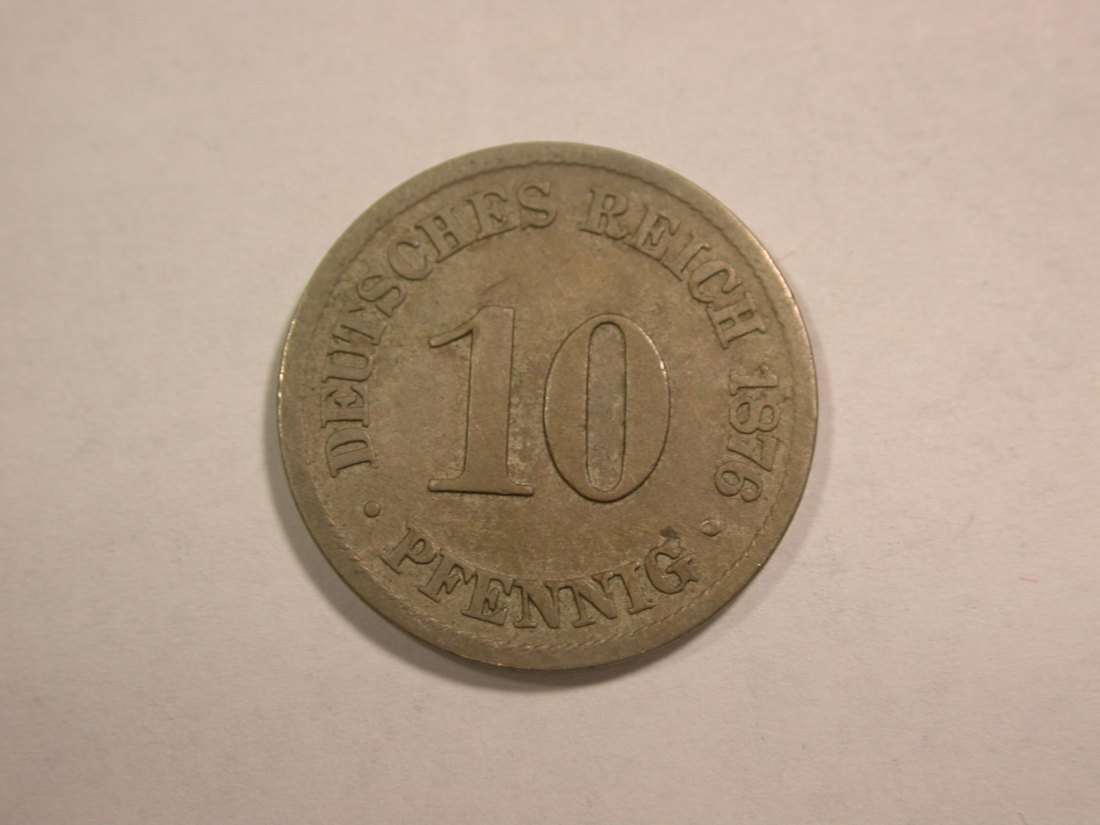 DEUTSCHES REICH 1876
10
· PFENNIG ·